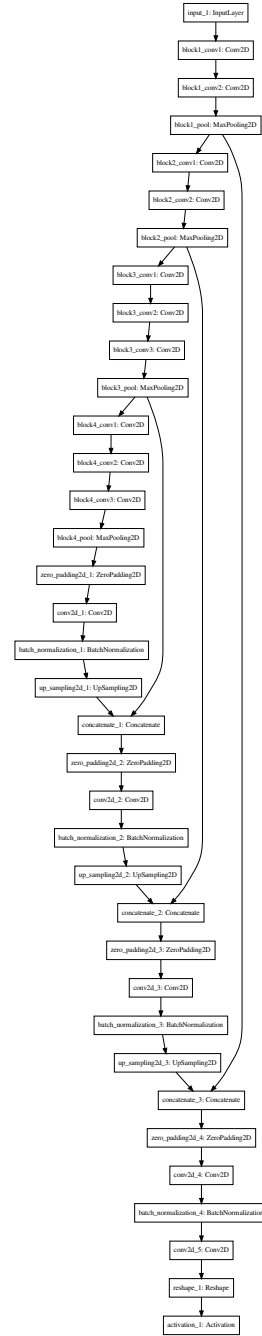 input_1: InputLayer
block1_conv1: Conv2D
block1_conv2: Conv2D
block1_pool: MaxPooling2D
block2_conv1: Conv2D
block2_conv2: Conv2D
block2_pool: MaxPooling2D
block3_conv1: Conv2D
block3_conv2: Conv2D
block3_conv3: Conv2D
block3_pool: MaxPooling2D
block4_conv1: Conv2D
block4_conv2: Conv2D
block4_conv3: Conv2D
block4_pool: MaxPooling2D
zero_padding2d_1: ZeroPadding2D
conv2d_1: Conv2D
batch_normalization_1: BatchNormalization
up_sampling2d_1: UpSampling2D
concatenate_1: Concatenate
zero_padding2d_2: ZeroPadding2D
conv2d_2: Conv2D
batch_normalization_2: BatchNormalization
up_sampling2d_2: UpSampling2D
concatenate_2: Concatenate
zero_padding2d_3: ZeroPadding2D
conv2d_3: Conv2D
batch_normalization_3: BatchNormalization
up_sampling2d_3: UpSampling2D
concatenate_3: Concatenate
zero_padding2d_4: ZeroPadding2D
conv2d_4: Conv2D
batch_normalization_4: BatchNormalization
conv2d_5: Conv2D
reshape_1: Reshape
activation_1: Activation